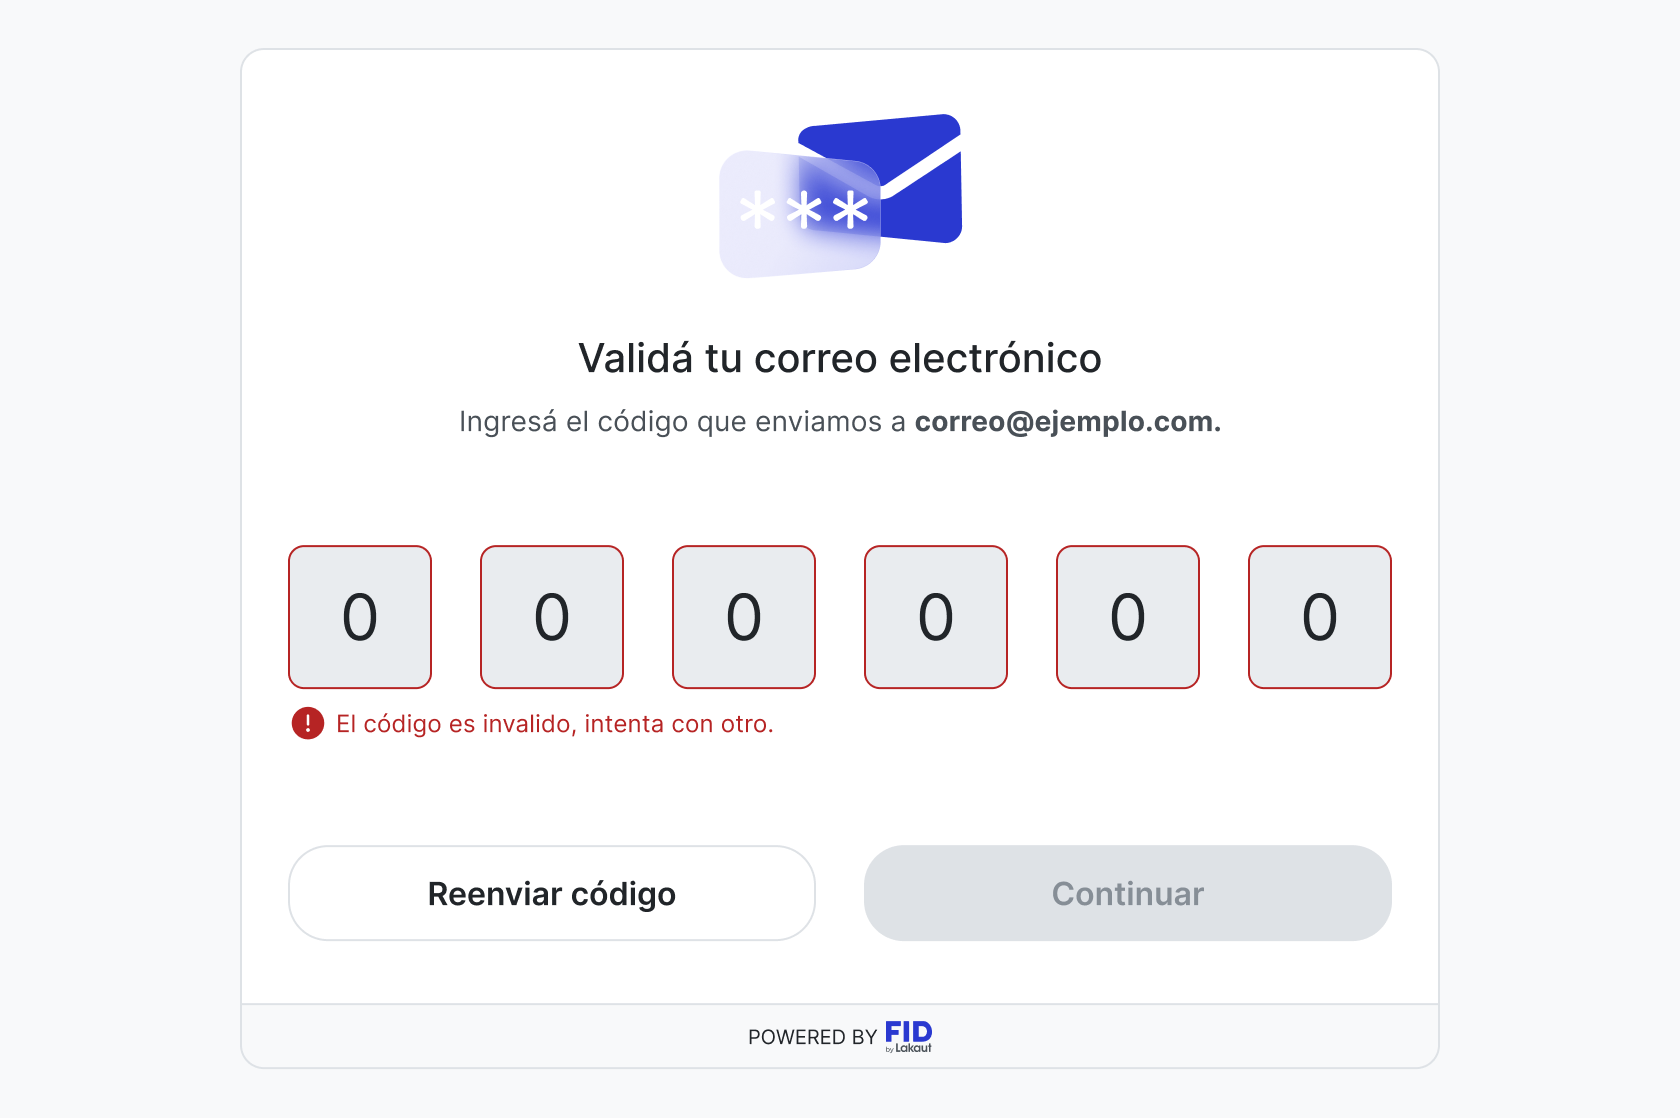 ***
Validá tu correo electrónico
Ingresá el código que enviamos a correo@ejemplo.com.
0 0 0 0 0 0
! El código es invalido, intenta con otro.
Reenviar código Continuar
POWERED BY FID by Lakaut